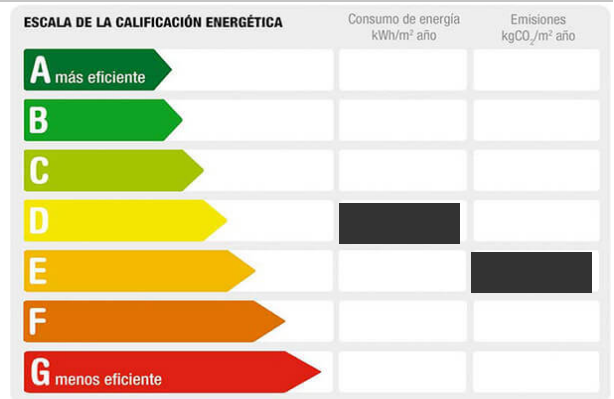 ESCALA DE LA CALIFICACIÓN ENERGÉTICA
Consumo de energía
kWh/m² año
Emisiones
kgCO₂/m² año
A más eficiente
B
C
D
E
F
G menos eficiente